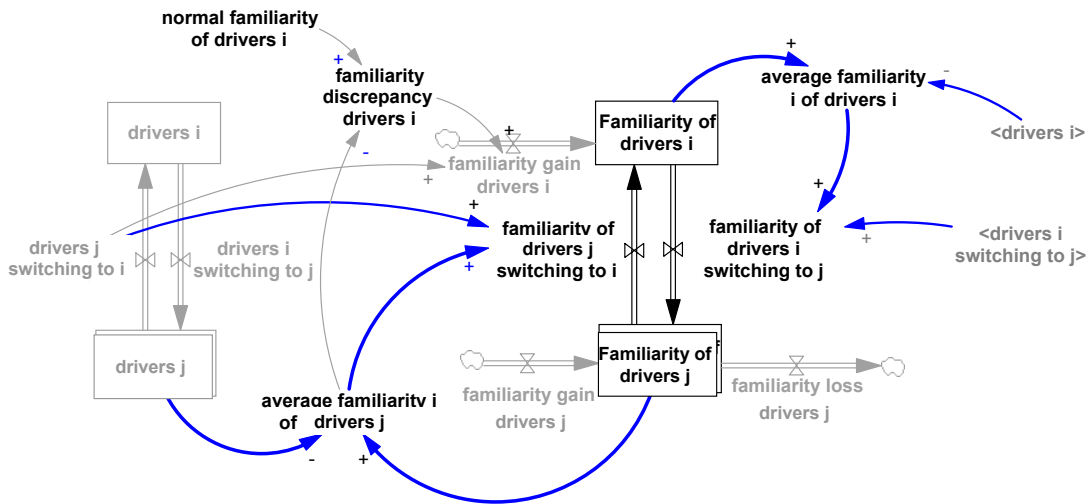 normal familiarity
of drivers i
+
familiarity
discrepancy
drivers i
-
drivers i
+
familiarity gain
drivers i
+
Familiarity of
drivers i
+
average familiarity
i of drivers i
-
<drivers i>
+
familiarity of
drivers j
switching to i
+
+
familiarity of
drivers i
switching to j
+
<drivers i
switching to j>
drivers j
switching to i
drivers i
switching to j
drivers j
average familiarity i
of drivers j
-
+
familiarity gain
drivers j
Familiarity of
drivers j
familiarity loss
drivers j